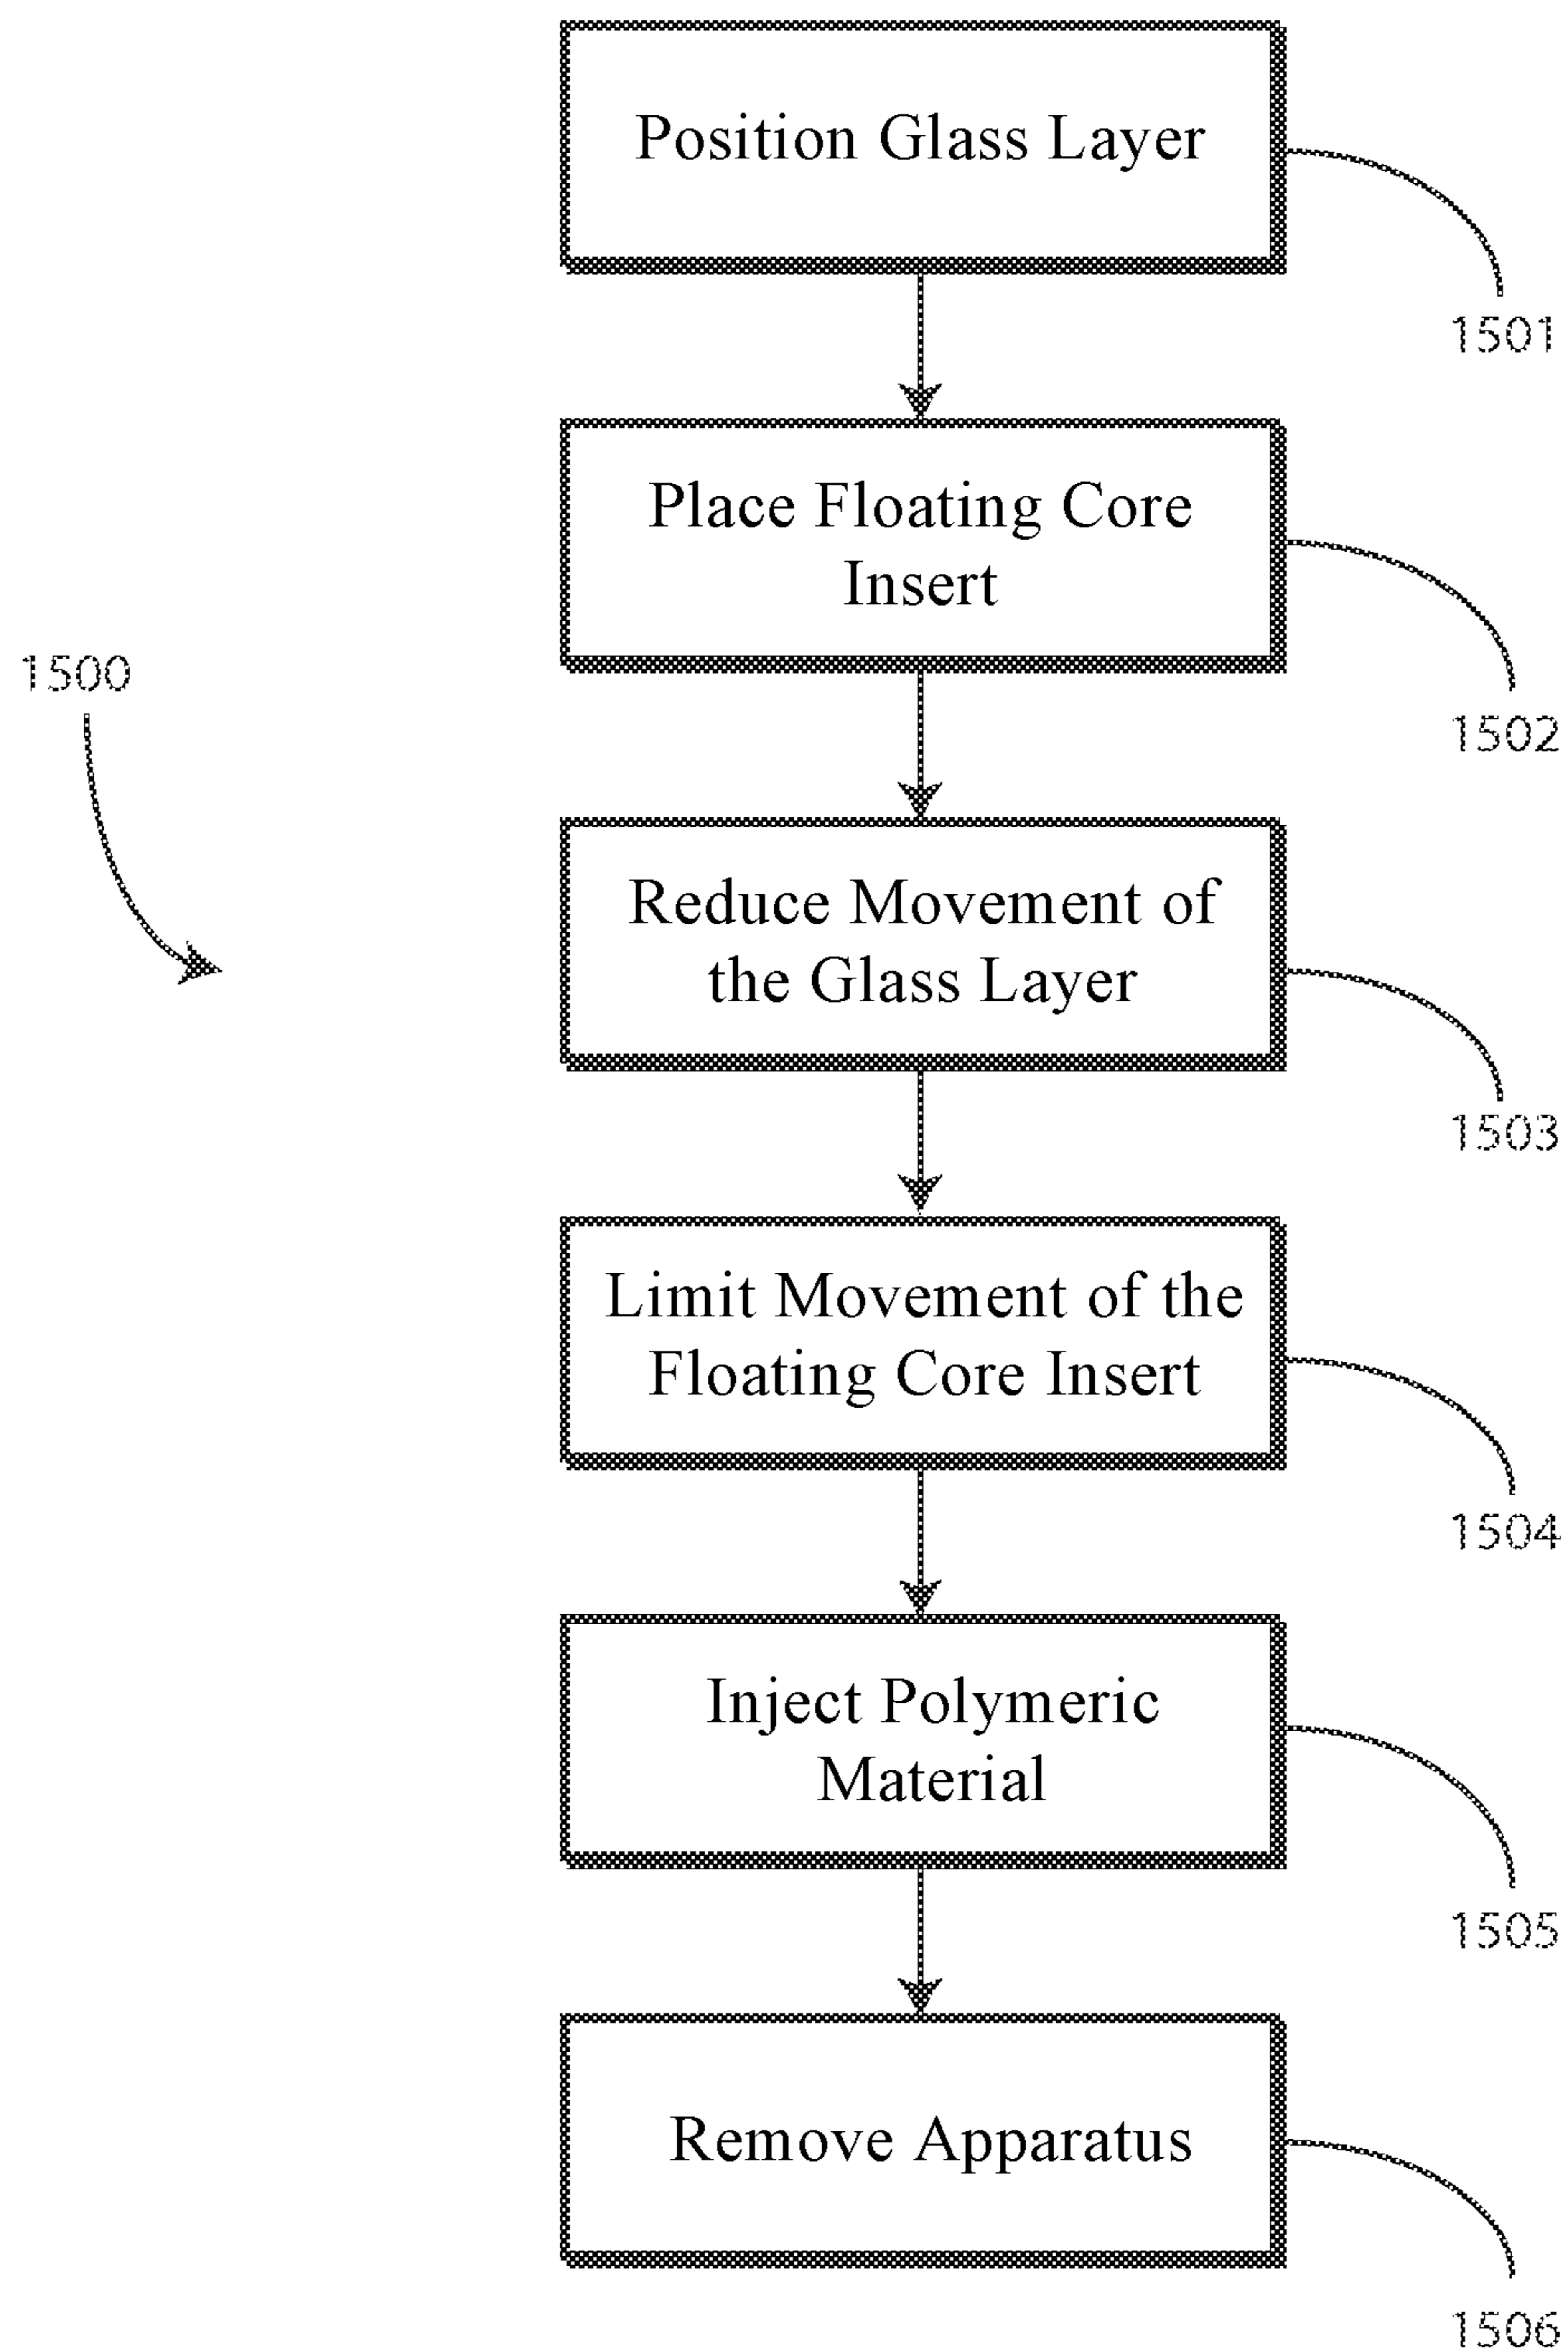 Position Glass Layer
1501
Place Floating Core
Insert
1502
1500
Reduce Movement of
the Glass Layer
1503
Limit Movement of the
Floating Core Insert
1504
Inject Polymeric
Material
1505
Remove Apparatus
1506